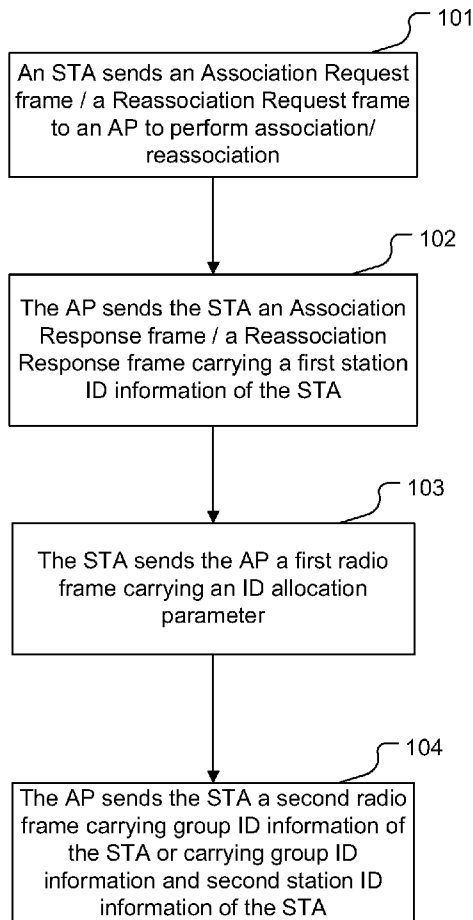 101
An STA sends an Association Request
frame / a Reassociation Request frame
to an AP to perform association/
reassociation
102
The AP sends the STA an Association
Response frame / a Reassociation
Response frame carrying a first station
ID information of the STA
103
The STA sends the AP a first radio
frame carrying an ID allocation
parameter
104
The AP sends the STA a second radio
frame carrying group ID information of
the STA or carrying group ID
information and second station ID
information of the STA